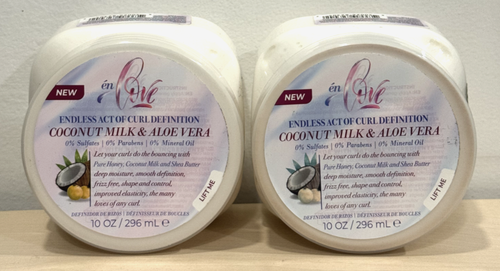 NEW
én Love
ENDLESS ACT OF CURL DEFINITION
COCONUT MILK & ALOE VERA
0% Sulfates | 0% Parabens | 0% Mineral Oil
Let your curls do the bouncing with
Pure Honey, Coconut Milk and Shea Butter
deep moisture, smooth definition,
frizz free, shape and control,
improved elasticity, the many
loves of any curl.
LIFT ME
DEFINIDOR DE RIZOS / DÉFINISSEUR DE BOUCLES
10 OZ / 296 mL e
NEW
én Love
ENDLESS ACT OF CURL DEFINITION
COCONUT MILK & ALOE VERA
0% Sulfates | 0% Parabens | 0% Mineral Oil
Let your curls do the bouncing with
Pure Honey, Coconut Milk and Shea Butter
deep moisture, smooth definition,
frizz free, shape and control,
improved elasticity, the many
loves of any curl.
LIFT ME
DEFINIDOR DE RIZOS / DÉFINISSEUR DE BOUCLES
10 OZ / 296 mL e